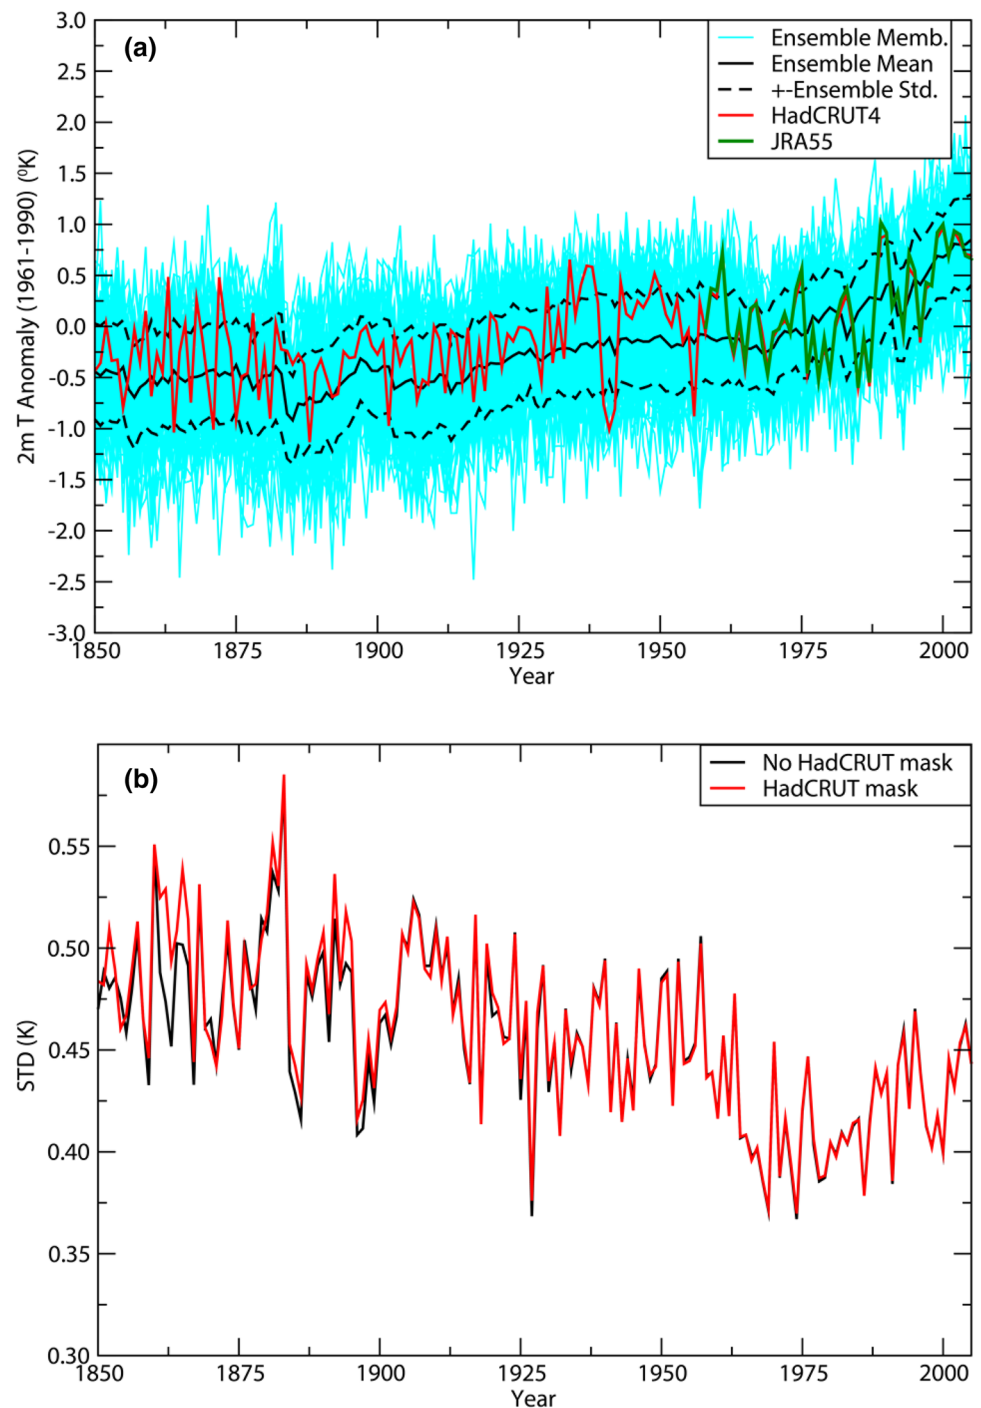 (a)
Ensemble Memb.
Ensemble Mean
+-Ensemble Std.
HadCRUT4
JRA55
2m T Anomaly (1961-1990) (⁰K)
3.0
2.5
2.0
1.5
1.0
0.5
0.0
-0.5
-1.0
-1.5
-2.0
-2.5
-3.0
1850 1875 1900 1925 1950 1975 2000
Year
(b)
No HadCRUT mask
HadCRUT mask
STD (K)
0.55
0.50
0.45
0.40
0.35
0.30
1850 1875 1900 1925 1950 1975 2000
Year